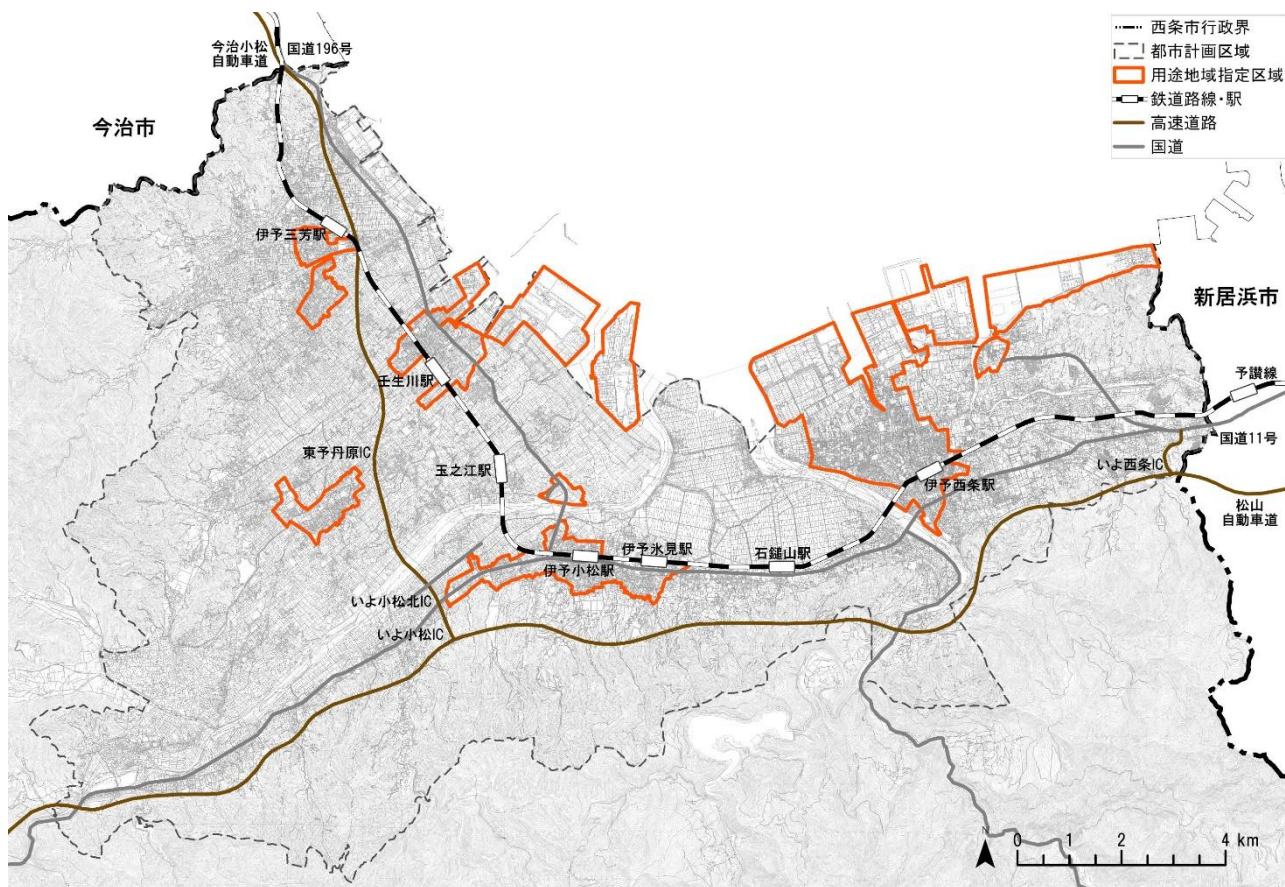 今治小松
自動車道
国道196号
西条市行政界
都市計画区域
用途地域指定区域
鉄道路線・駅
高速道路
国道
今治市
伊予三芳駅
新居浜市
壬生川駅
予讃線
国道11号
東予丹原IC
玉之江駅
伊予西条駅
いよ西条IC
松山
自動車道
伊予小松駅
伊予氷見駅
石鎚山駅
いよ小松北IC
いよ小松IC
N
0 1 2 4 km